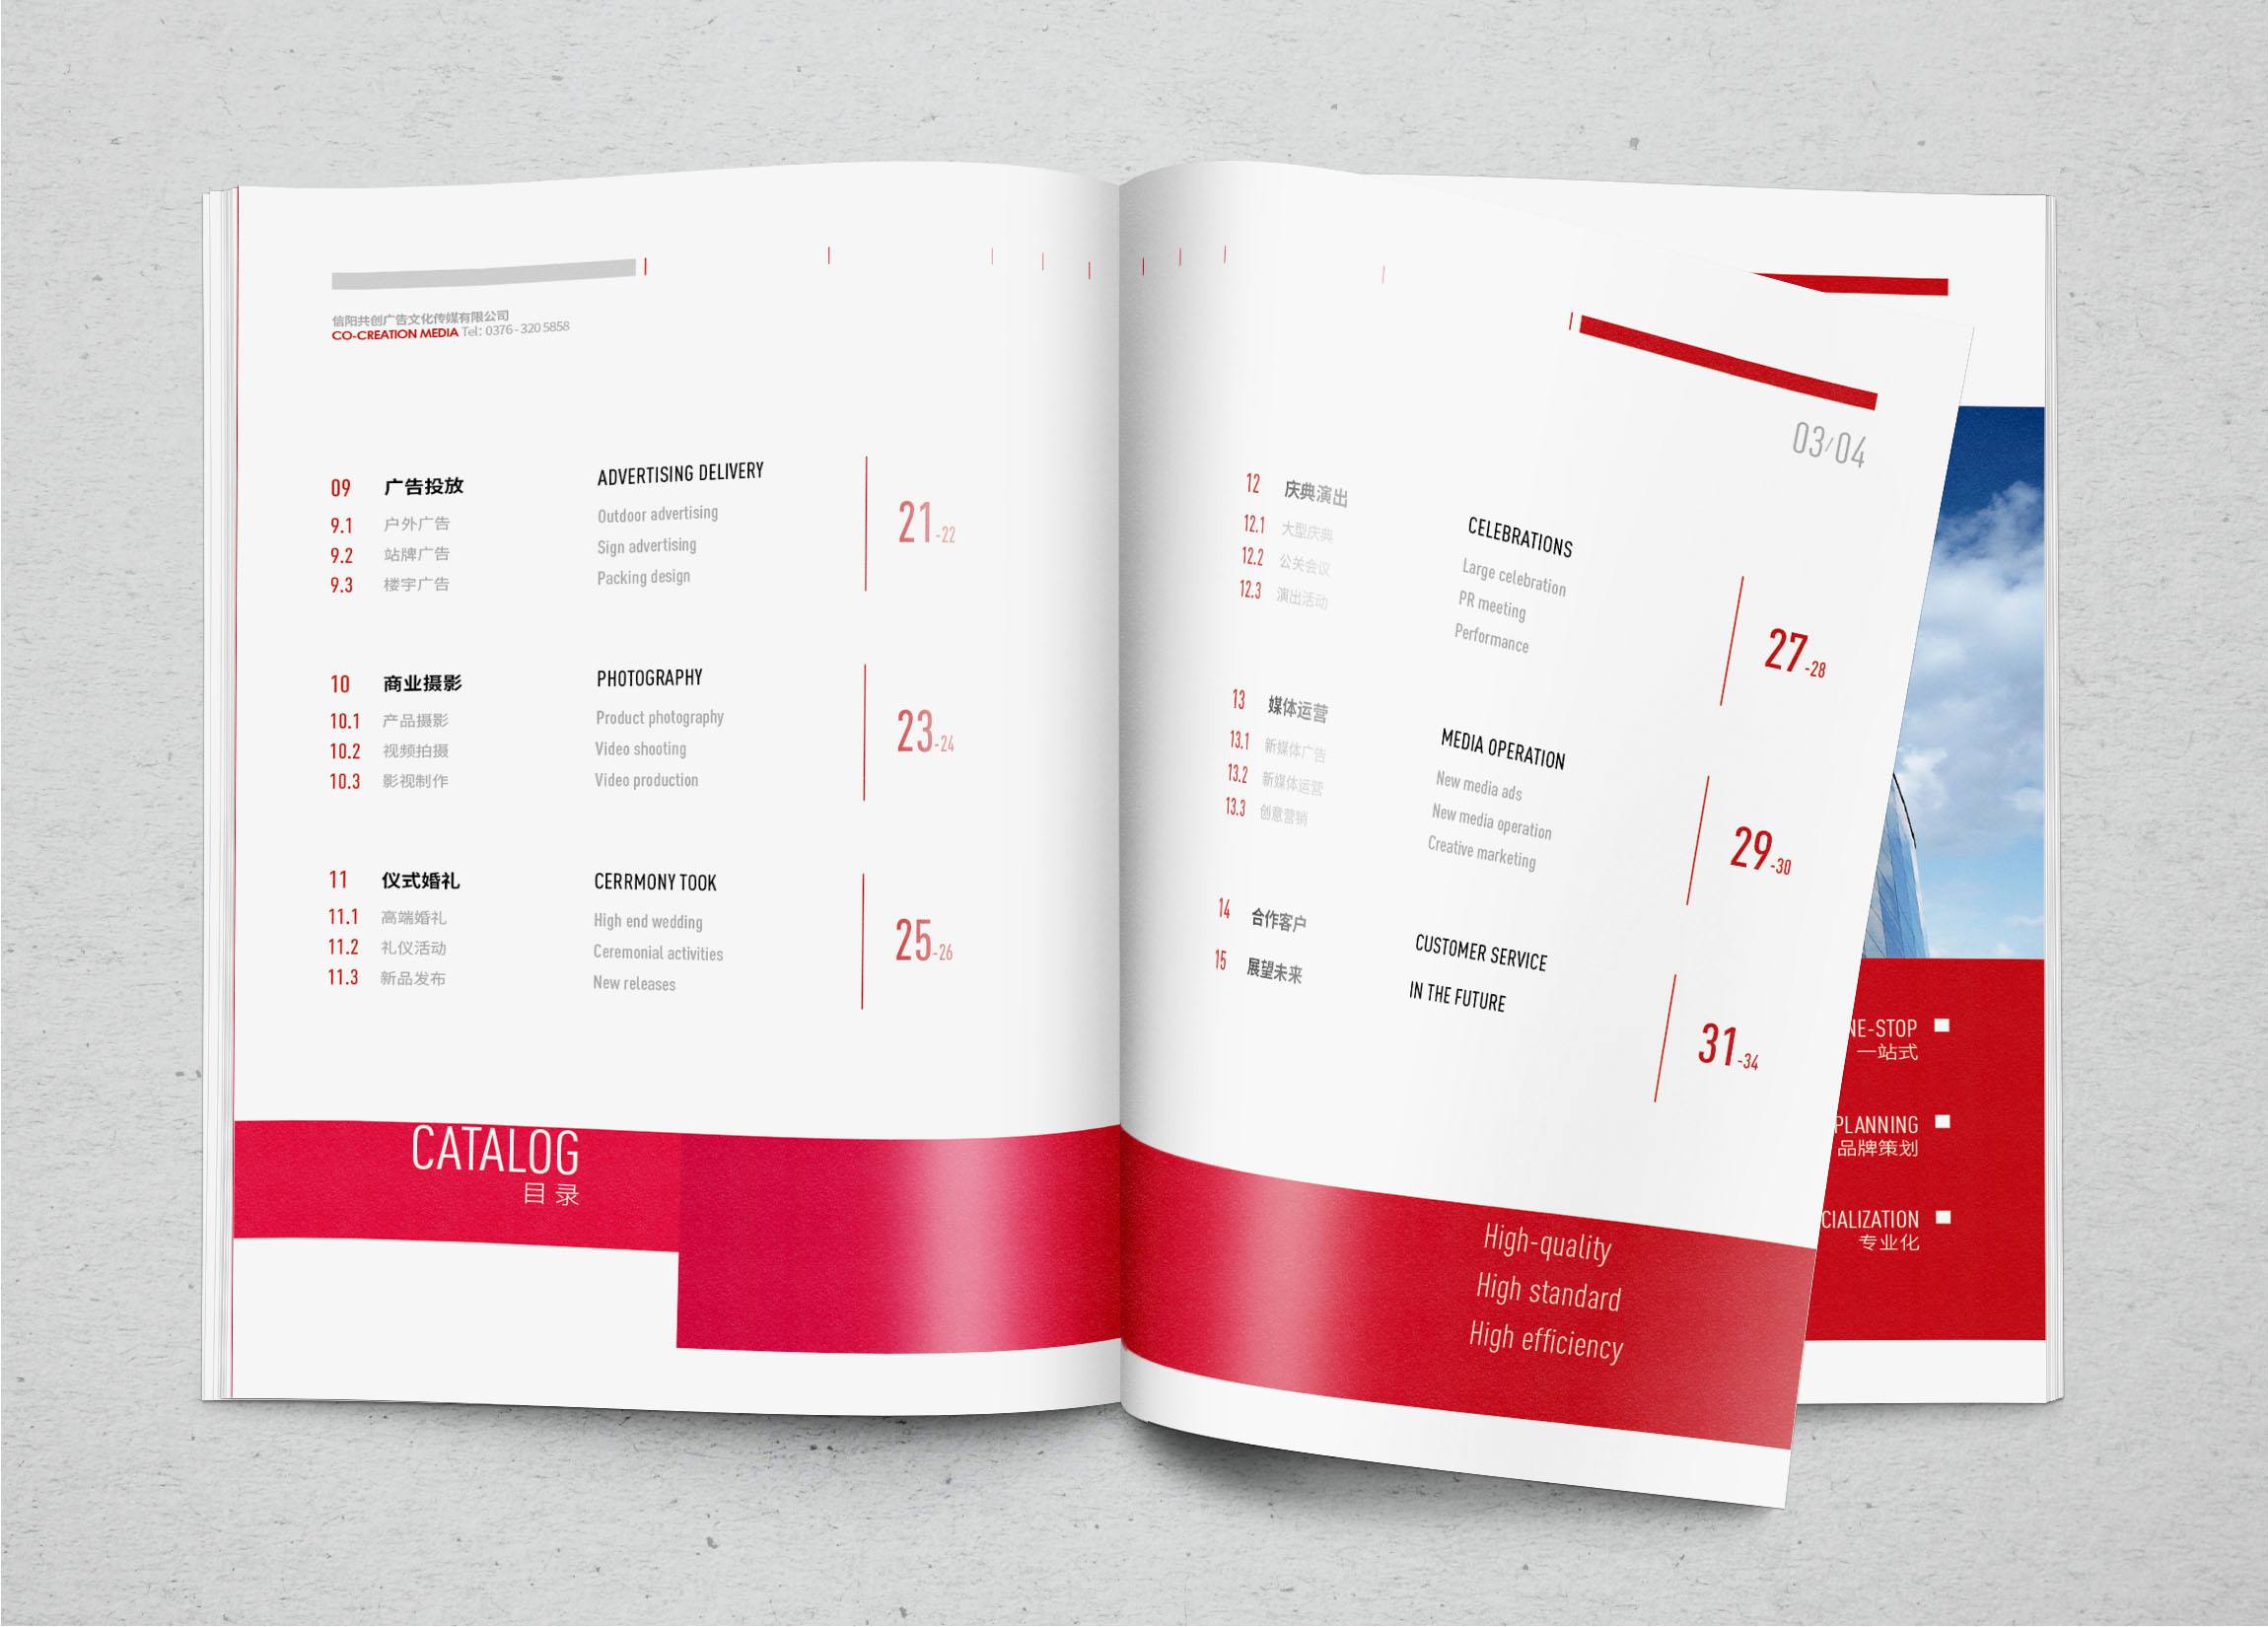 信阳共创广告文化传媒有限公司
CO-CREATION MEDIA Tel: 0376-320 5858
09 广告投放 ADVERTISING DELIVERY
9.1 户外广告 Outdoor advertising
9.2 站牌广告 Sign advertising
9.3 楼宇广告 Packing design
21-22
10 商业摄影 PHOTOGRAPHY
10.1 产品摄影 Product photography
10.2 视频拍摄 Video shooting
10.3 影视制作 Video production
23-24
11 仪式婚礼 CERRMONY TOOK
11.1 高端婚礼 High end wedding
11.2 礼仪活动 Ceremonial activities
11.3 新品发布 New releases
25-26
CATALOG
目录
03/04
12 庆典演出 CELEBRATIONS
12.1 大型庆典 Large celebration
12.2 公关会议 PR meeting
12.3 演出活动 Performance
27-28
13 媒体运营 MEDIA OPERATION
13.1 新媒体广告 New media ads
13.2 新媒体运营 New media operation
13.3 创意营销 Creative marketing
29-30
14 合作客户 CUSTOMER SERVICE
15 展望未来 IN THE FUTURE
31-34
High-quality
High standard
High efficiency
NE-STOP
一站式
PLANNING
品牌策划
CIALIZATION
专业化